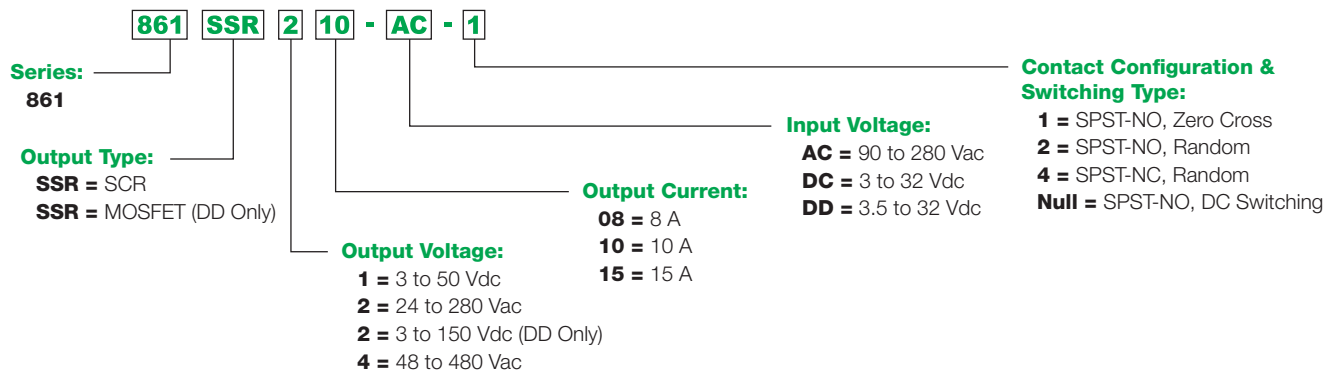 861 SSR 2 10 - AC - 1
Series:
861
Output Type:
SSR = SCR
SSR = MOSFET (DD Only)
Output Voltage:
1 = 3 to 50 Vdc
2 = 24 to 280 Vac
2 = 3 to 150 Vdc (DD Only)
4 = 48 to 480 Vac
Output Current:
08 = 8 A
10 = 10 A
15 = 15 A
Input Voltage:
AC = 90 to 280 Vac
DC = 3 to 32 Vdc
DD = 3.5 to 32 Vdc
Contact Configuration &
Switching Type:
1 = SPST-NO, Zero Cross
2 = SPST-NO, Random
4 = SPST-NC, Random
Null = SPST-NO, DC Switching